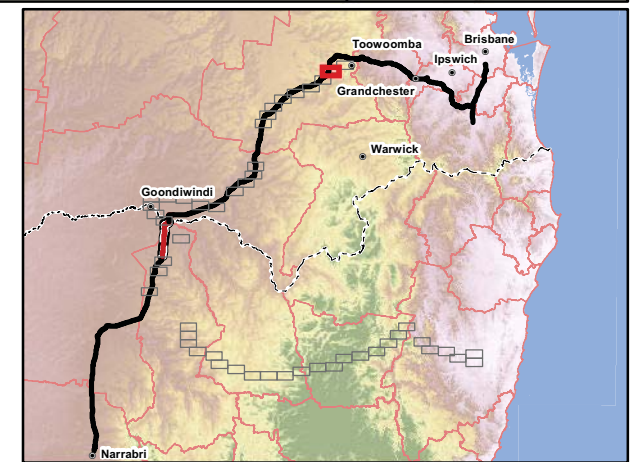 Brisbane
Toowoomba
Ipswich
Grandchester
Warwick
Goondiwindi
Narrabri